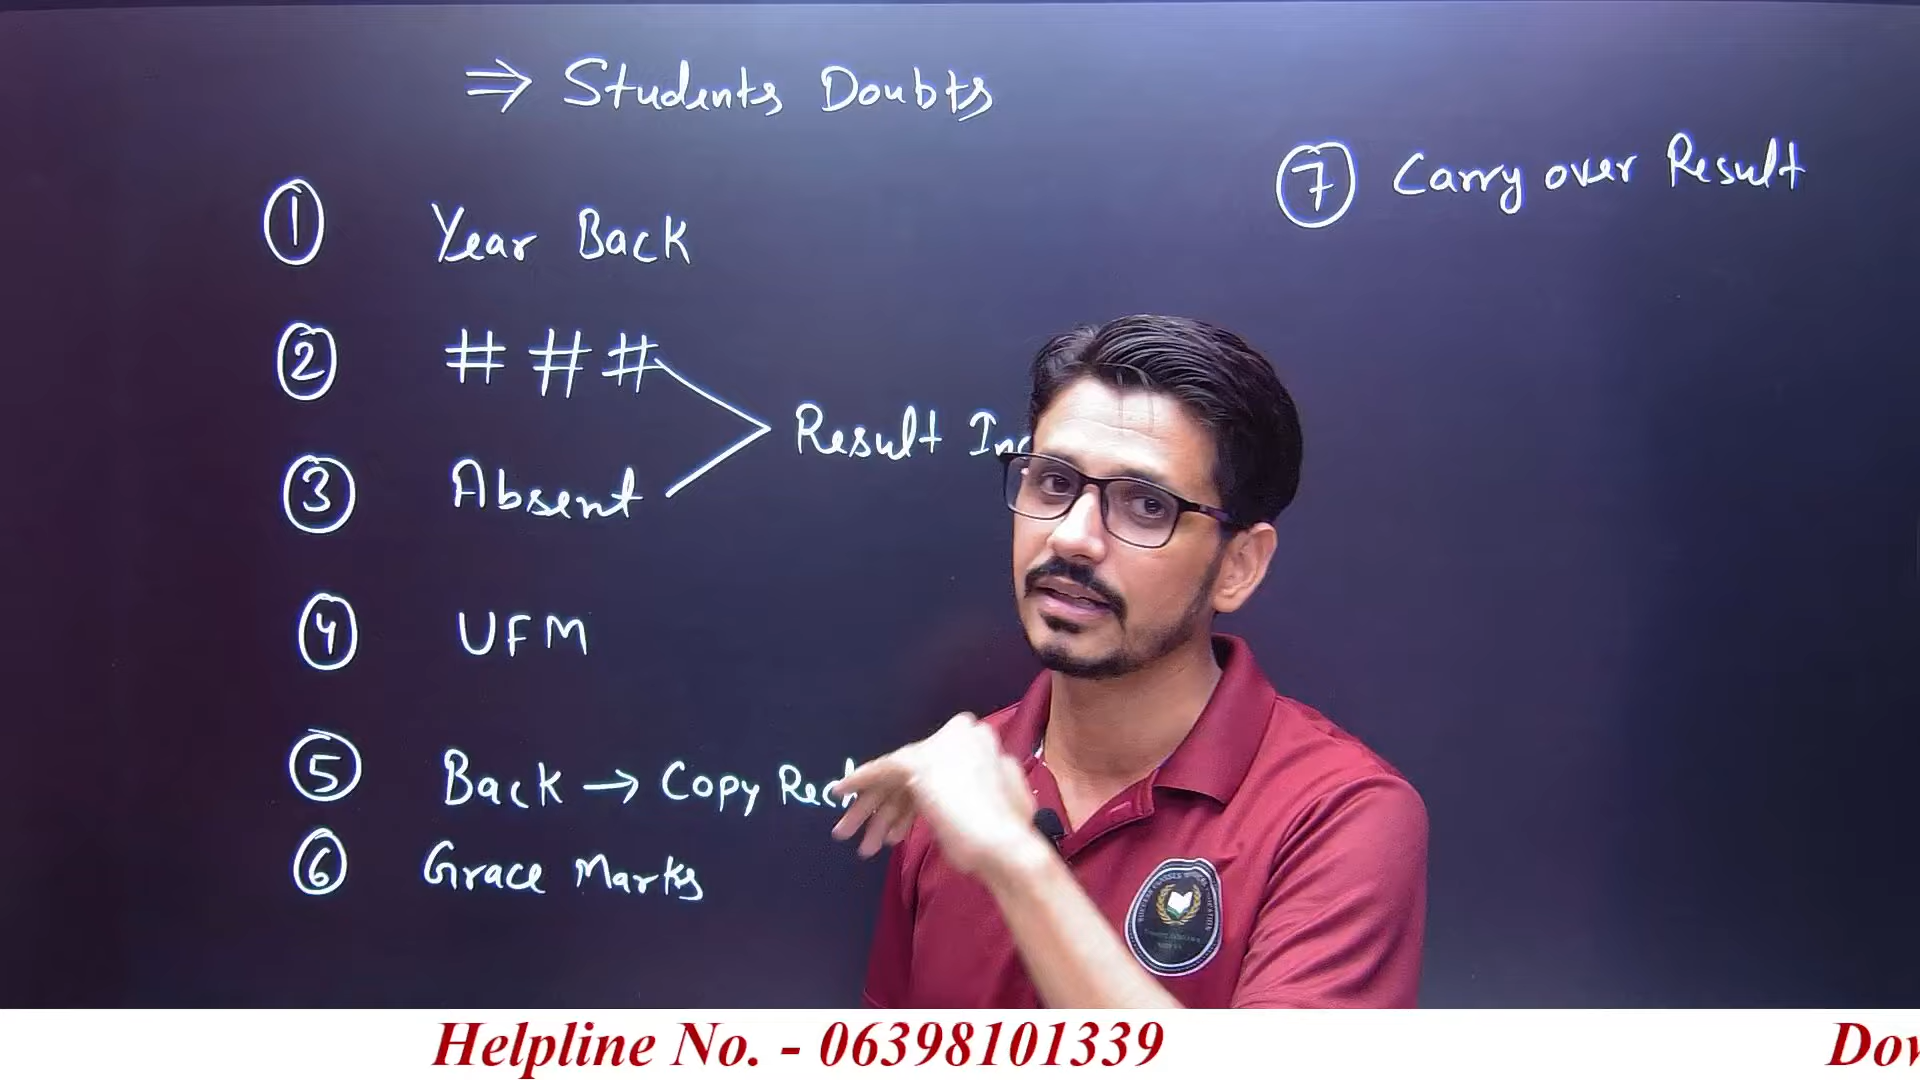 ⇒ Students Doubts
① Year Back
② # # #
③ Absent
Result
④ UFM
⑤ Back → Copy
⑥ Grace Marks
⑦ Carry over Result
Helpline No. - 06398101339